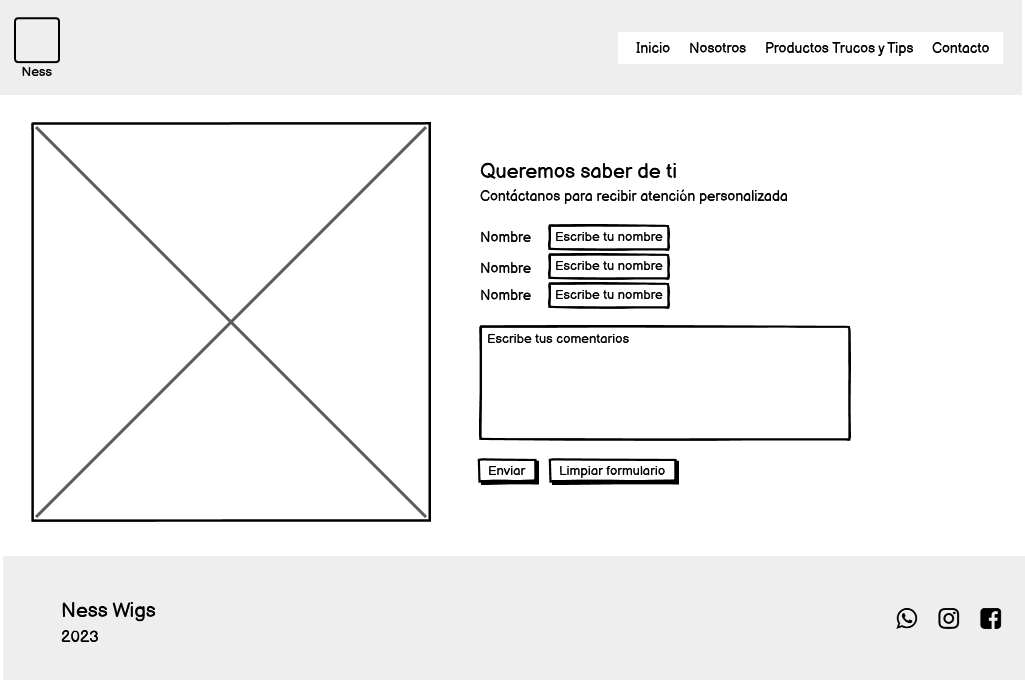 Ness
Inicio Nosotros Productos Trucos y Tips Contacto
Queremos saber de ti
Contáctanos para recibir atención personalizada
Nombre Escribe tu nombre
Nombre Escribe tu nombre
Nombre Escribe tu nombre
Escribe tus comentarios
Enviar Limpiar formulario
Ness Wigs
2023